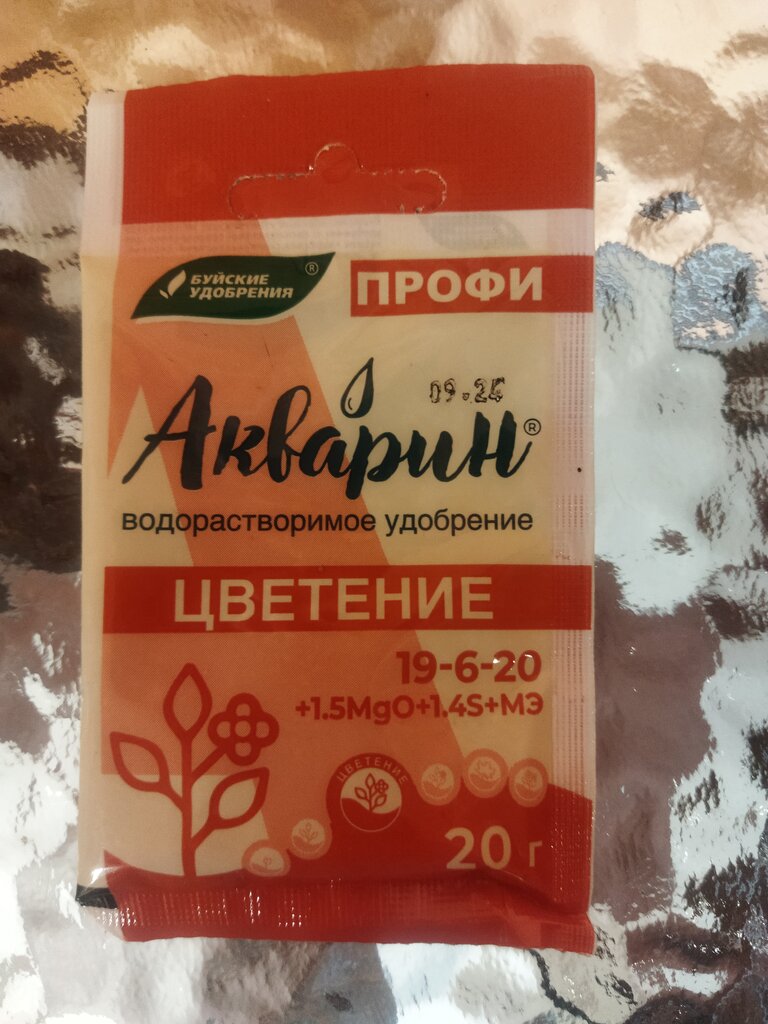 БУЙСКИЕ
УДОБРЕНИЯ ®
ПРОФИ
09.24
Акварин®
водорастворимое удобрение
ЦВЕТЕНИЕ
19-6-20
+1.5MgO+1.4S+МЭ
ЦВЕТЕНИЕ
20 г